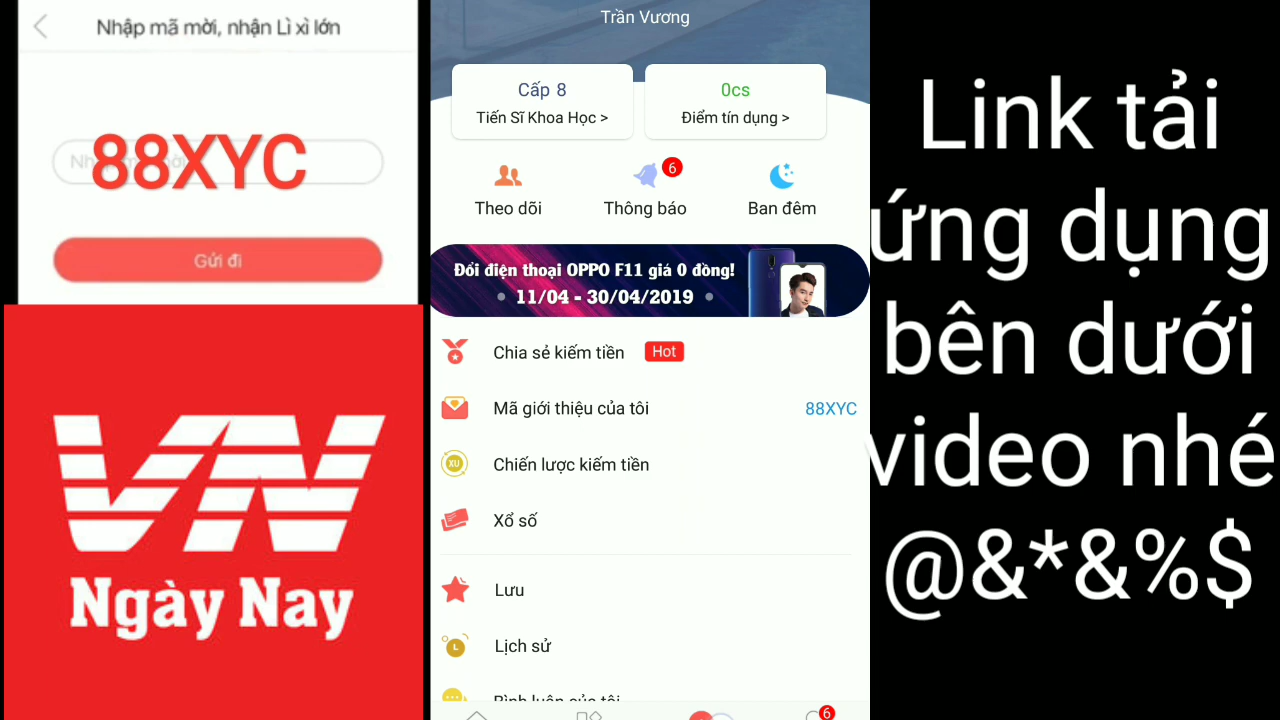 Nhập mã mời, nhận Lì xì lớn
88XYC
Gửi đi
VN
Ngày Nay
Trần Vương
Cấp 8
Tiến Sĩ Khoa Học >
0cs
Điểm tín dụng >
6
Theo dõi
Thông báo
Ban đêm
Đổi điện thoại OPPO F11 giá 0 đồng!
11/04 - 30/04/2019
Chia sẻ kiếm tiền Hot
Mã giới thiệu của tôi 88XYC
XU
Chiến lược kiếm tiền
Xổ số
Lưu
Lịch sử
Bình luận của tôi
6
Link tải
ứng dụng
bên dưới
video nhé
@&*&%$